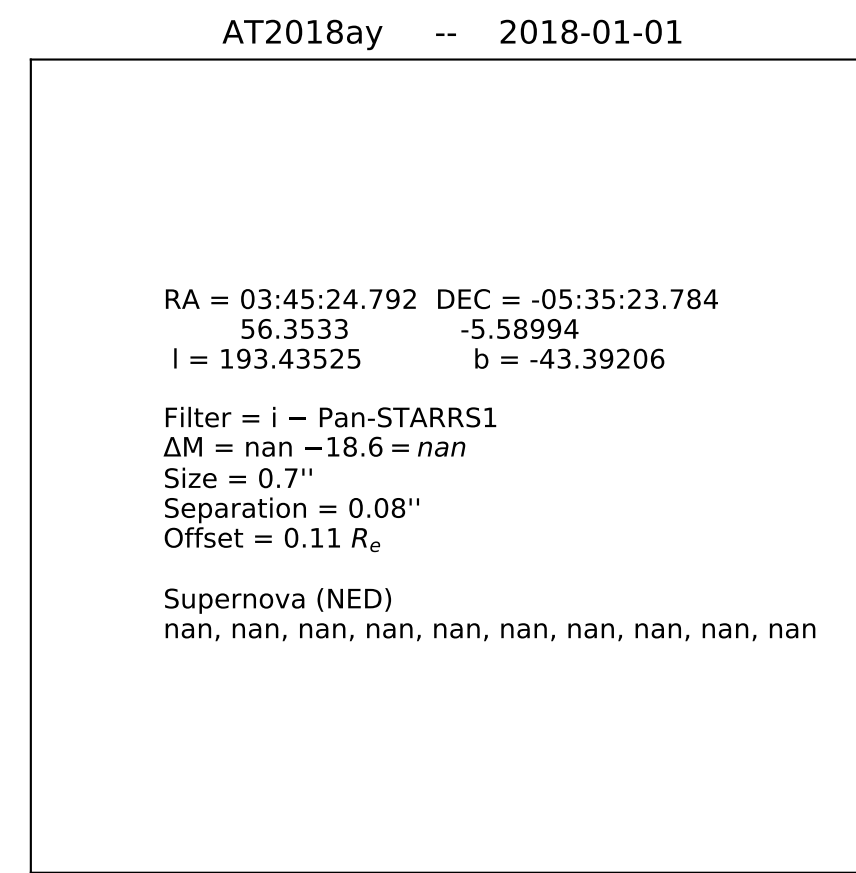 AT2018ay -- 2018-01-01
RA = 03:45:24.792 DEC = -05:35:23.784
56.3533 -5.58994
l = 193.43525 b = -43.39206
Filter = i − Pan-STARRS1
ΔM = nan −18.6 = nan
Size = 0.7''
Separation = 0.08''
Offset = 0.11 Rₑ
Supernova (NED)
nan, nan, nan, nan, nan, nan, nan, nan, nan, nan